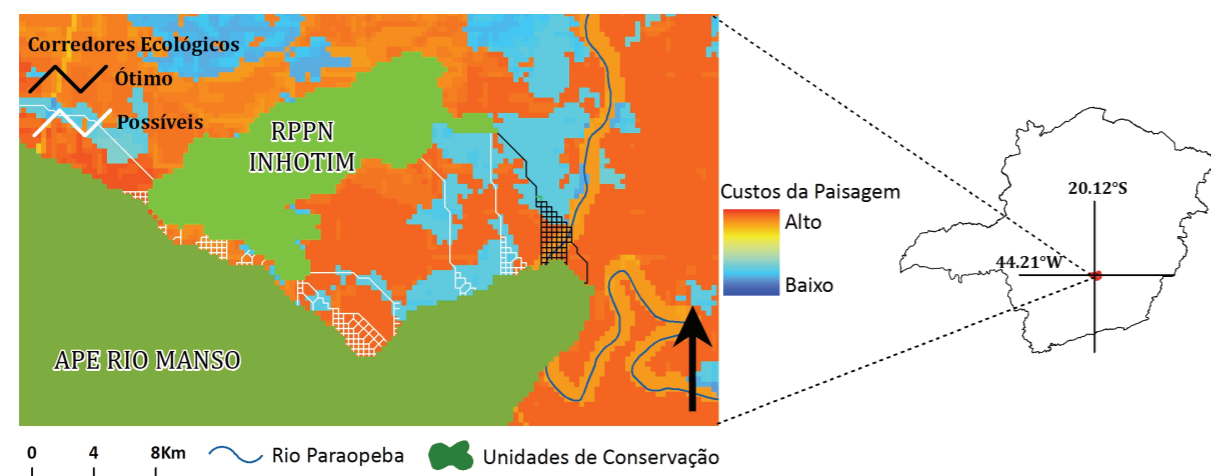 Corredores Ecológicos
Ótimo
Possíveis
RPPN
INHOTIM
APE RIO MANSO
Custos da Paisagem
Alto
Baixo
20.12°S
44.21°W
0 4 8Km
Rio Paraopeba
Unidades de Conservação